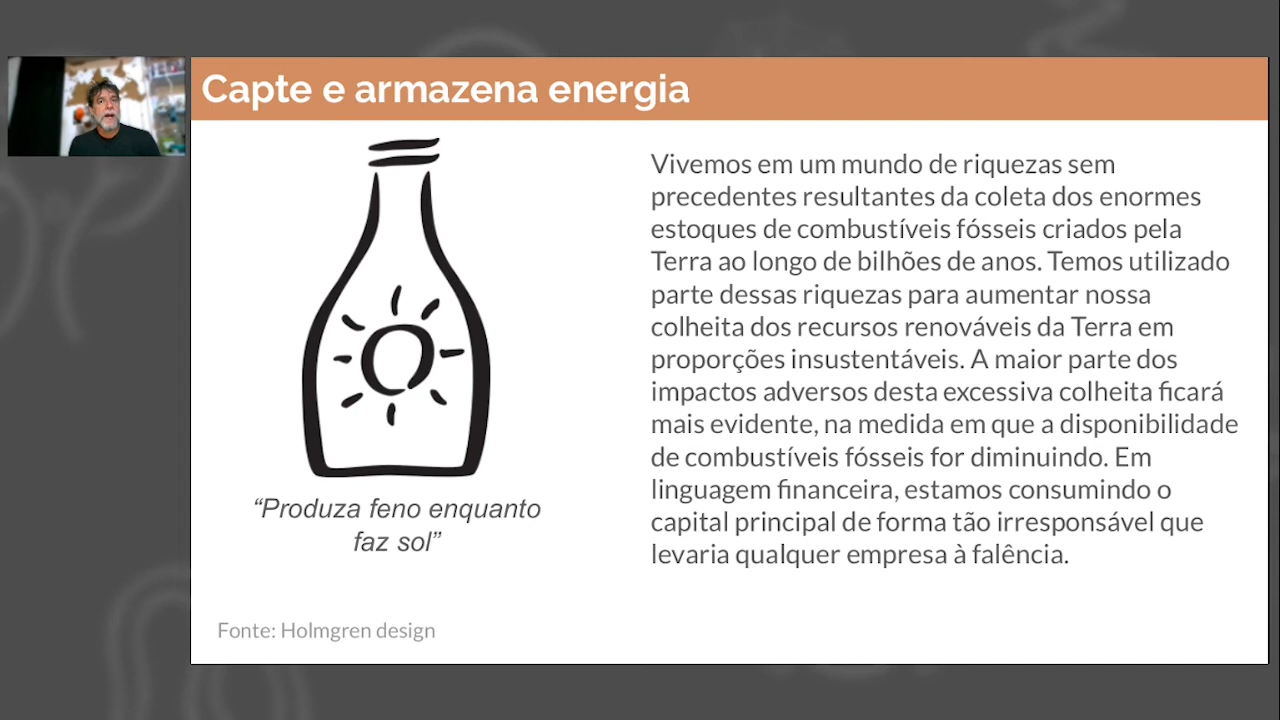 Capte e armazena energia
Vivemos em um mundo de riquezas sem
precedentes resultantes da coleta dos enormes
estoques de combustíveis fósseis criados pela
Terra ao longo de bilhões de anos. Temos utilizado
parte dessas riquezas para aumentar nossa
colheita dos recursos renováveis da Terra em
proporções insustentáveis. A maior parte dos
impactos adversos desta excessiva colheita ficará
mais evidente, na medida em que a disponibilidade
de combustíveis fósseis for diminuindo. Em
linguagem financeira, estamos consumindo o
capital principal de forma tão irresponsável que
levaria qualquer empresa à falência.
“Produza feno enquanto
faz sol”
Fonte: Holmgren design